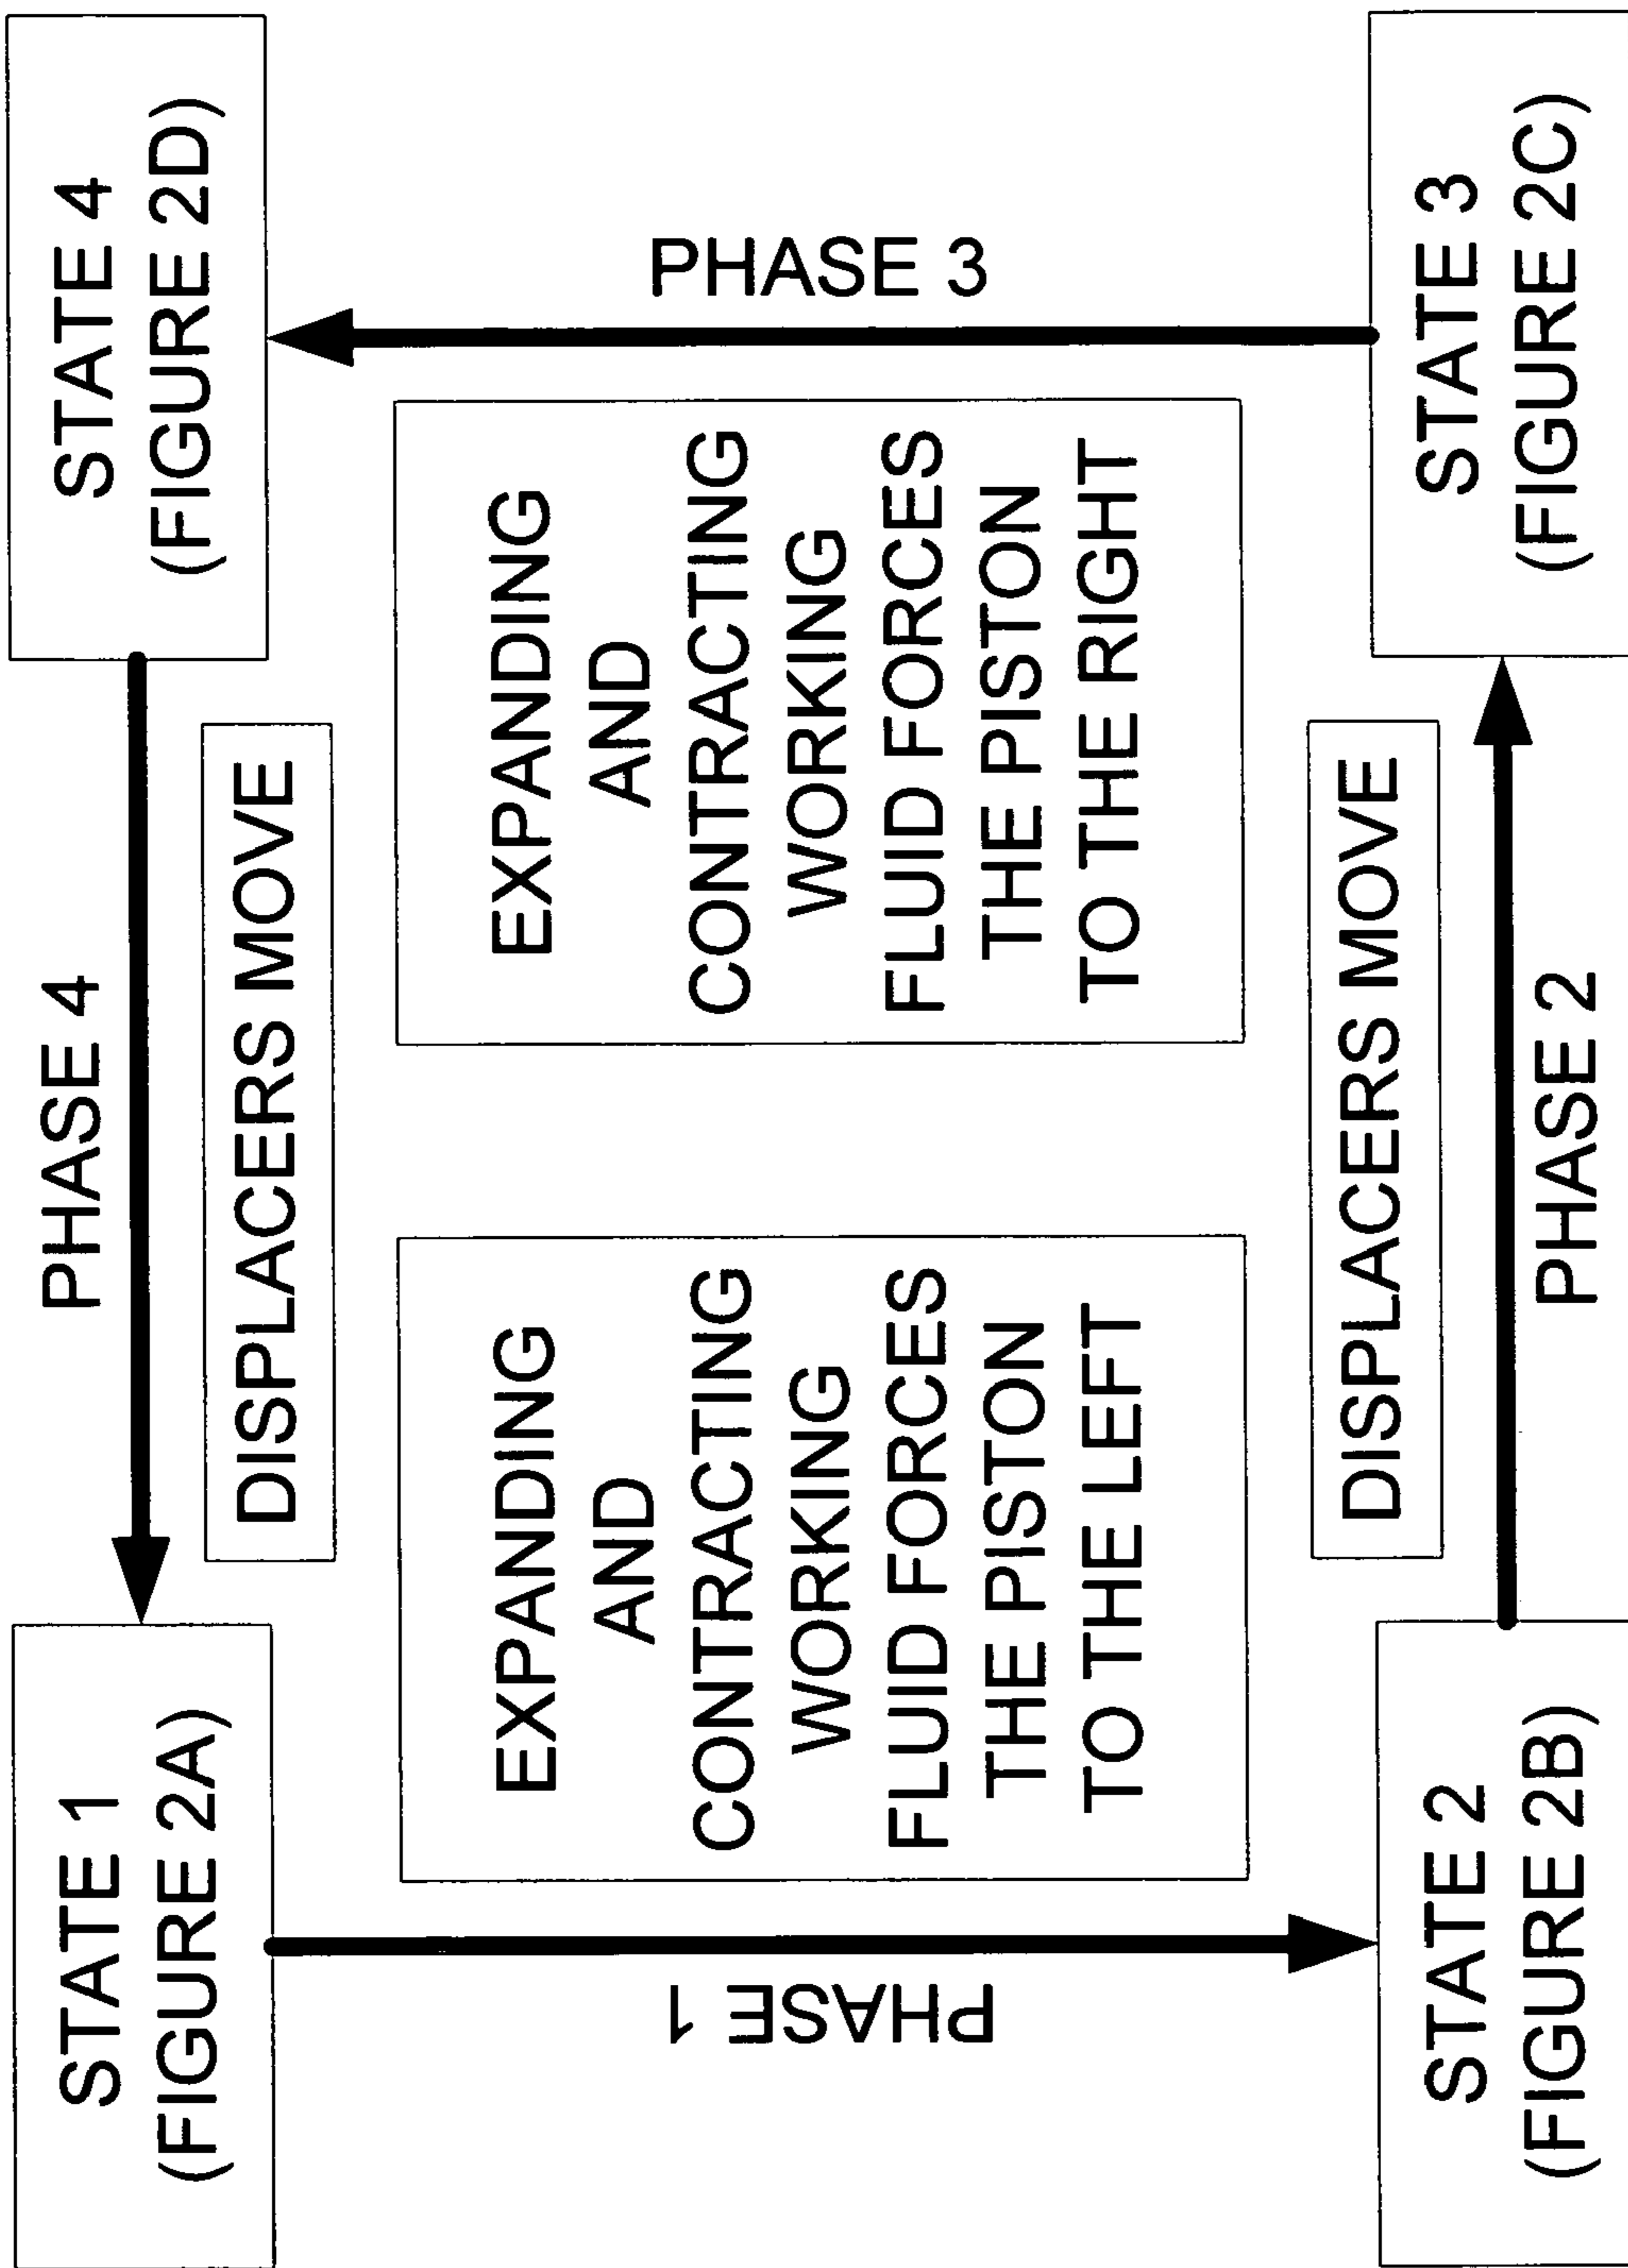 STATE 1
(FIGURE 2A)
PHASE 4
DISPLACERS MOVE
STATE 4
(FIGURE 2D)
PHASE 1
EXPANDING
AND
CONTRACTING
WORKING
FLUID FORCES
THE PISTON
TO THE LEFT
EXPANDING
AND
CONTRACTING
WORKING
FLUID FORCES
THE PISTON
TO THE RIGHT
PHASE 3
STATE 2
(FIGURE 2B)
DISPLACERS MOVE
PHASE 2
STATE 3
(FIGURE 2C)